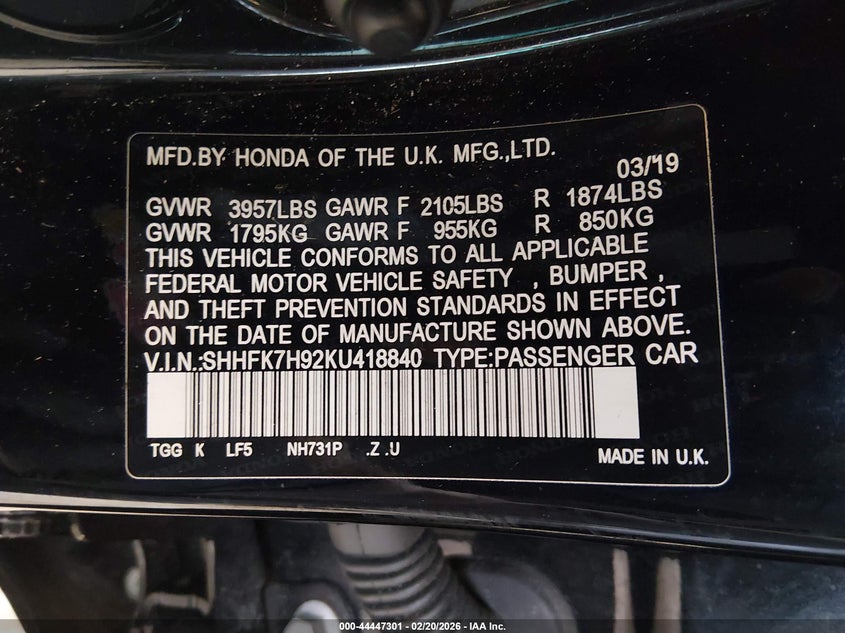 MFD.BY HONDA OF THE U.K. MFG.,LTD.
03/19
GVWR 3957LBS GAWR F 2105LBS R 1874LBS
GVWR 1795KG GAWR F 955KG R 850KG
THIS VEHICLE CONFORMS TO ALL APPLICABLE
FEDERAL MOTOR VEHICLE SAFETY , BUMPER ,
AND THEFT PREVENTION STANDARDS IN EFFECT
ON THE DATE OF MANUFACTURE SHOWN ABOVE.
V.I.N.:SHHFK7H92KU418840 TYPE:PASSENGER CAR
TGG K LF5 NH731P .Z .U
MADE IN U.K.
000-44447301 - 02/20/2026 - IAA Inc.